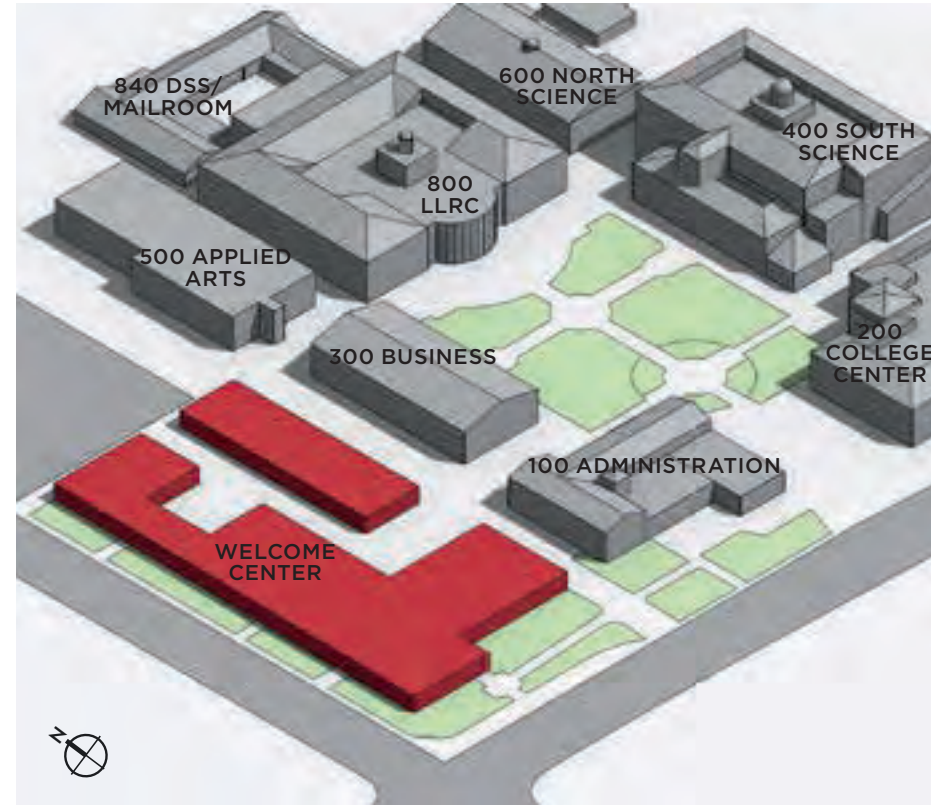 840 DSS/
MAILROOM
600 NORTH
SCIENCE
400 SOUTH
SCIENCE
800
LLRC
500 APPLIED
ARTS
300 BUSINESS
200
COLLEGE
CENTER
100 ADMINISTRATION
WELCOME
CENTER
N